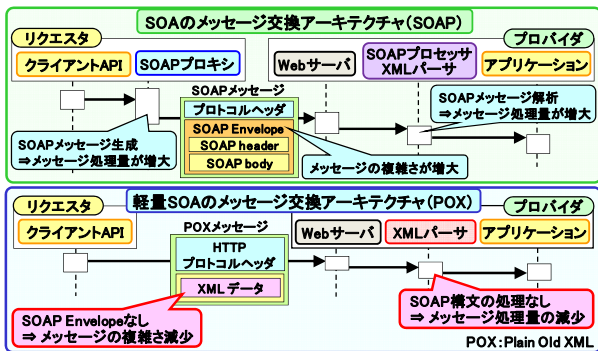 SOAのメッセージ交換アーキテクチャ(SOAP)
リクエスタ
プロバイダ
クライアントAPI
SOAPプロキシ
Webサーバ
SOAPプロセッサ
XMLパーサ
アプリケーション
SOAPメッセージ
プロトコルヘッダ
SOAP Envelope
SOAP header
SOAP body
SOAPメッセージ生成
⇒メッセージ処理量が増大
メッセージの複雑さが増大
SOAPメッセージ解析
⇒メッセージ処理量が増大
軽量SOAのメッセージ交換アーキテクチャ(POX)
リクエスタ
プロバイダ
クライアントAPI
POXメッセージ
HTTP
プロトコルヘッダ
XMLデータ
Webサーバ
XMLパーサ
アプリケーション
SOAP Envelopeなし
⇒ メッセージの複雑さ減少
SOAP構文の処理なし
⇒ メッセージ処理量の減少
POX:Plain Old XML